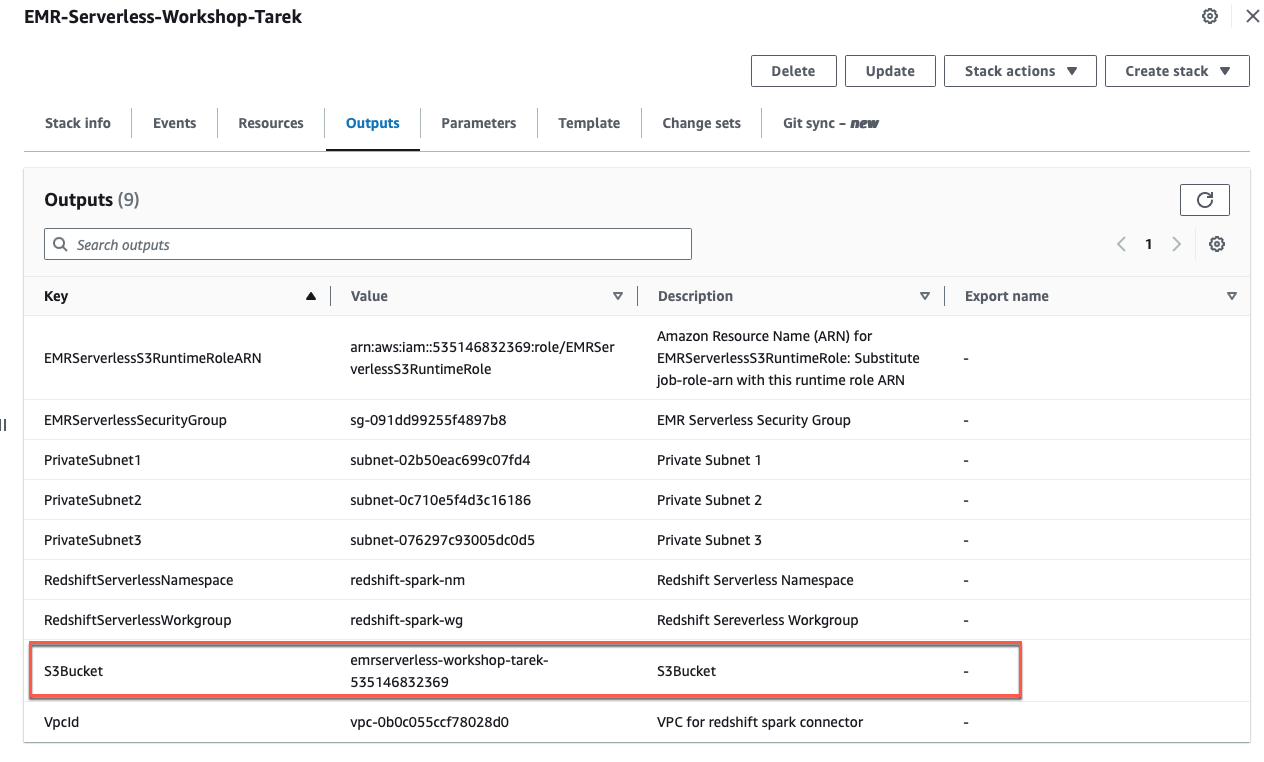 EMR-Serverless-Workshop-Tarek
Delete
Update
Stack actions
Create stack
Stack info
Events
Resources
Outputs
Parameters
Template
Change sets
Git sync - new
Outputs (9)
Search outputs
1
Key
Value
Description
Export name
EMRServerlessS3RuntimeRoleARN
arn:aws:iam::535146832369:role/EMRSer
verlessS3RuntimeRole
Amazon Resource Name (ARN) for
EMRServerlessS3RuntimeRole: Substitute
job-role-arn with this runtime role ARN
-
EMRServerlessSecurityGroup
sg-091dd99255f4897b8
EMR Serverless Security Group
-
PrivateSubnet1
subnet-02b50eac699c07fd4
Private Subnet 1
-
PrivateSubnet2
subnet-0c710e5f4d3c16186
Private Subnet 2
-
PrivateSubnet3
subnet-076297c93005dc0d5
Private Subnet 3
-
RedshiftServerlessNamespace
redshift-spark-nm
Redshift Serverless Namespace
-
RedshiftServerlessWorkgroup
redshift-spark-wg
Redshift Sereverless Workgroup
-
S3Bucket
emrserverless-workshop-tarek-
535146832369
S3Bucket
-
VpcId
vpc-0b0c055ccf78028d0
VPC for redshift spark connector
-